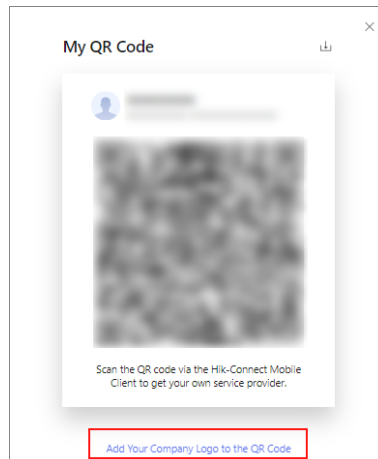 My QR Code
Scan the QR code via the Hik-Connect Mobile
Client to get your own service provider.
Add Your Company Logo to the QR Code